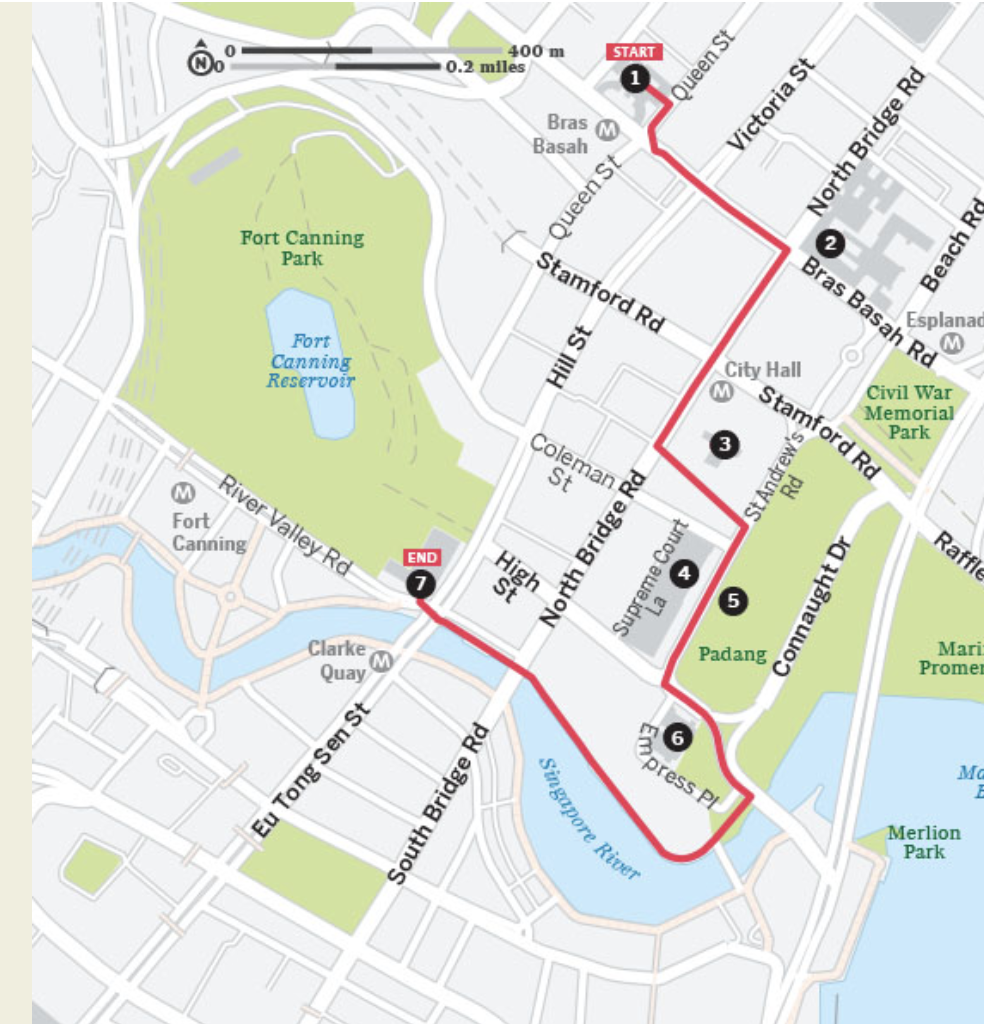 0
400 m
N
0
0.2 miles
START
1
Queen St
Victoria St
North Bridge Rd
Bras
Basah
M
Queen St
2
Beach Rd
Bras Basah Rd
Fort Canning
Park
Stamford Rd
Esplanad
M
Fort
Canning
Reservoir
Hill St
City Hall
M
Civil War
Memorial
Park
Stamford Rd
3
Coleman
St
St Andrew's
Rd
North Bridge Rd
M
Fort
Canning
River Valley Rd
Supreme Court
La
4
5
Connaught Dr
Raffle
END
7
High
St
Padang
Mari
Promen
Clarke
Quay
M
6
Empress Pl
Eu Tong Sen St
South Bridge Rd
Singapore River
Ma
B
Merlion
Park